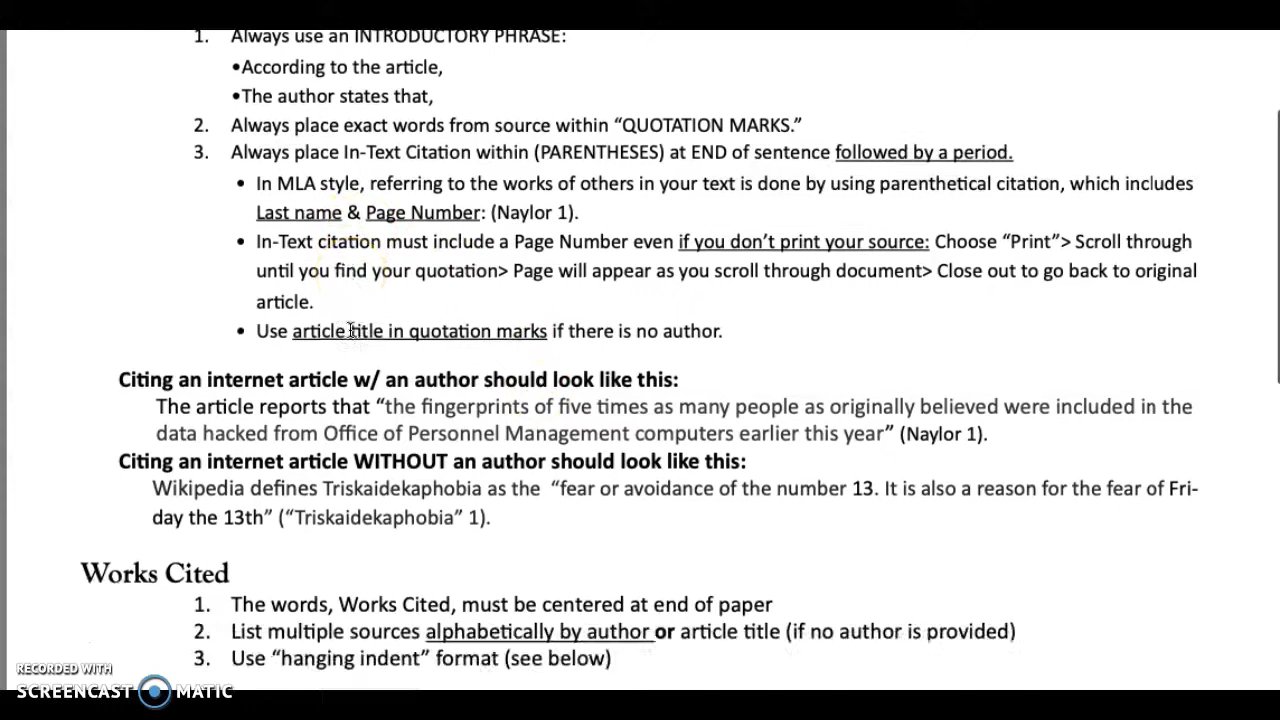 1. Always use an INTRODUCTORY PHRASE:
•According to the article,
•The author states that,
2. Always place exact words from source within “QUOTATION MARKS.”
3. Always place In-Text Citation within (PARENTHESES) at END of sentence followed by a period.
• In MLA style, referring to the works of others in your text is done by using parenthetical citation, which includes
Last name & Page Number: (Naylor 1).
• In-Text citation must include a Page Number even if you don’t print your source: Choose “Print”> Scroll through
until you find your quotation> Page will appear as you scroll through document> Close out to go back to original
article.
• Use article title in quotation marks if there is no author.
Citing an internet article w/ an author should look like this:
The article reports that “the fingerprints of five times as many people as originally believed were included in the
data hacked from Office of Personnel Management computers earlier this year” (Naylor 1).
Citing an internet article WITHOUT an author should look like this:
Wikipedia defines Triskaidekaphobia as the “fear or avoidance of the number 13. It is also a reason for the fear of Fri-
day the 13th” (“Triskaidekaphobia” 1).
Works Cited
1. The words, Works Cited, must be centered at end of paper
2. List multiple sources alphabetically by author or article title (if no author is provided)
3. Use “hanging indent” format (see below)
RECORDED WITH
SCREENCAST MATIC